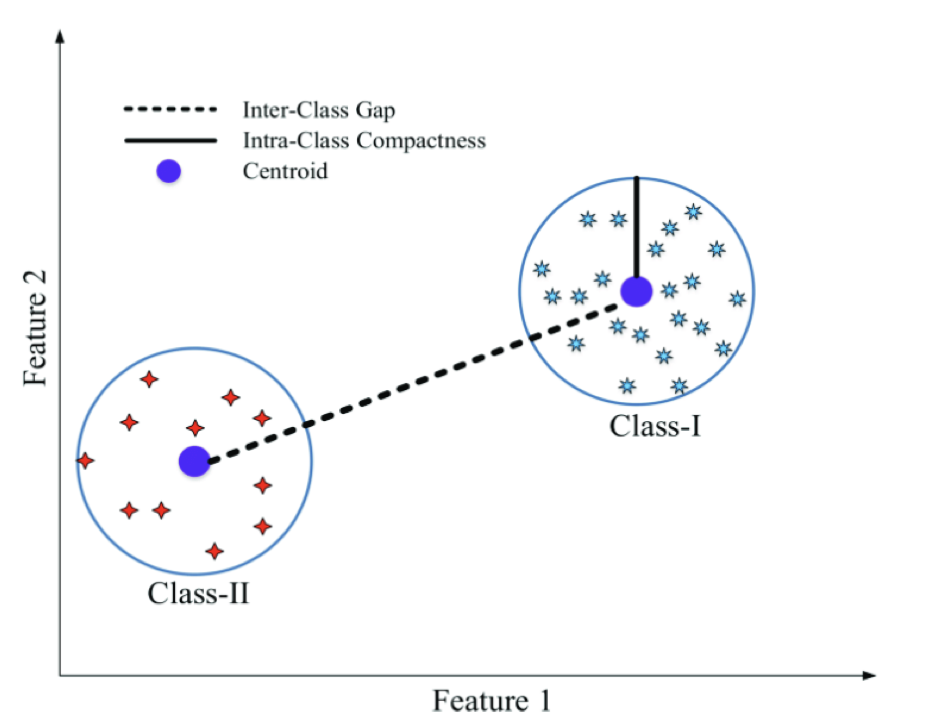 Inter-Class Gap
Intra-Class Compactness
Centroid
Feature 2
Class-I
Class-II
Feature 1